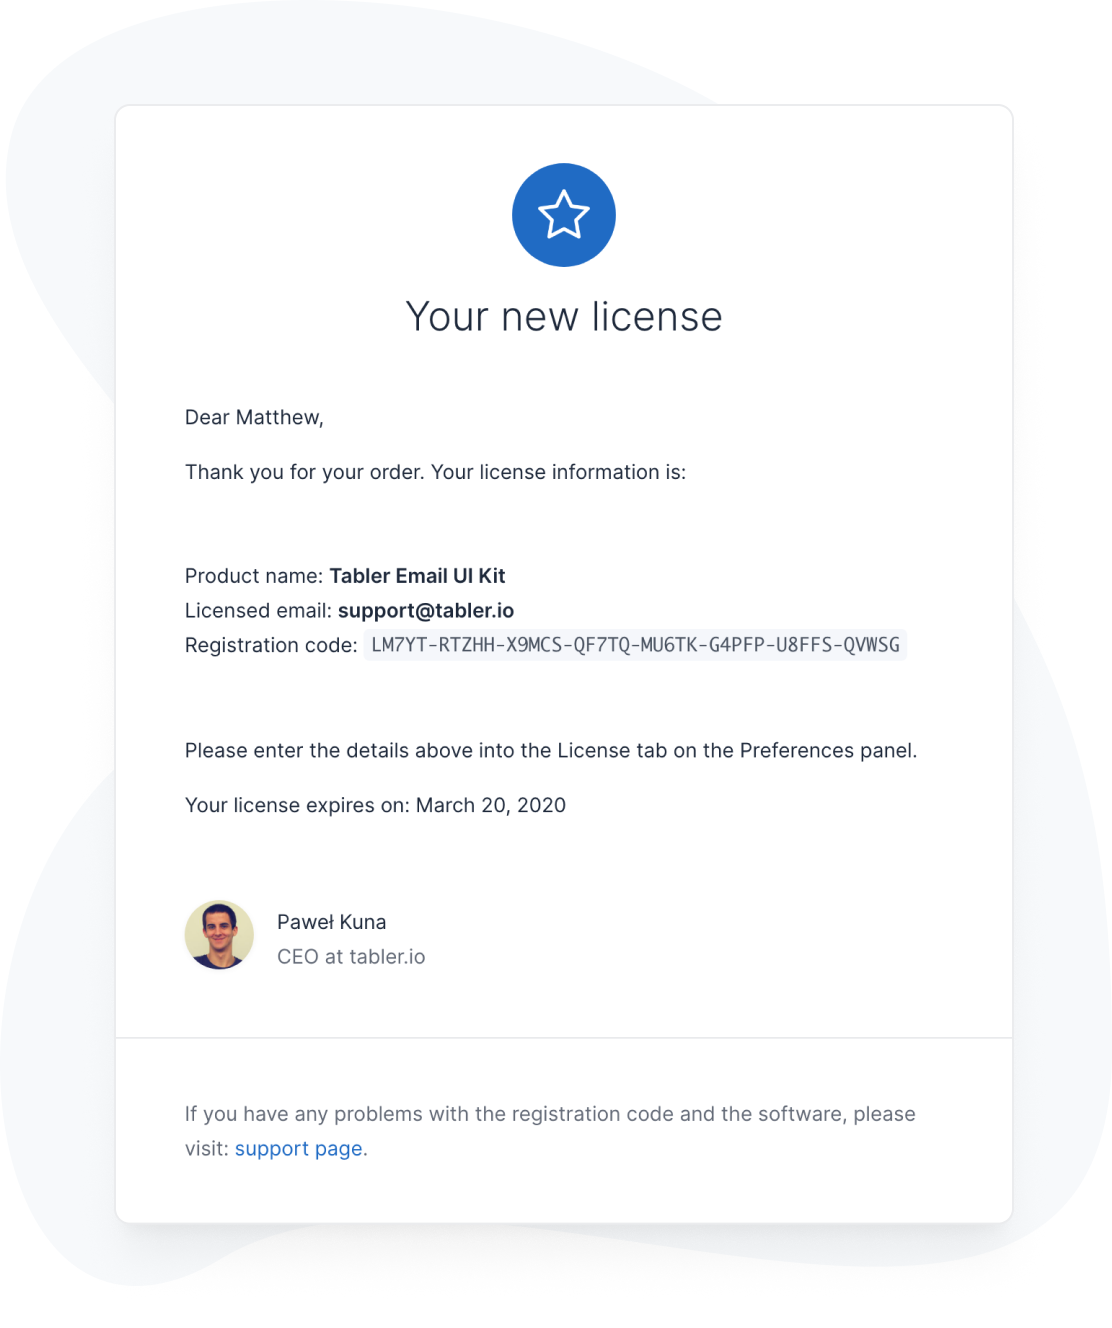 Your new license
Dear Matthew,
Thank you for your order. Your license information is:
Product name: Tabler Email UI Kit
Licensed email: support@tabler.io
Registration code: LM7YT-RTZHH-X9MCS-QF7TQ-MU6TK-G4PFP-U8FFS-QVWSG
Please enter the details above into the License tab on the Preferences panel.
Your license expires on: March 20, 2020
Paweł Kuna
CEO at tabler.io
If you have any problems with the registration code and the software, please
visit: support page.